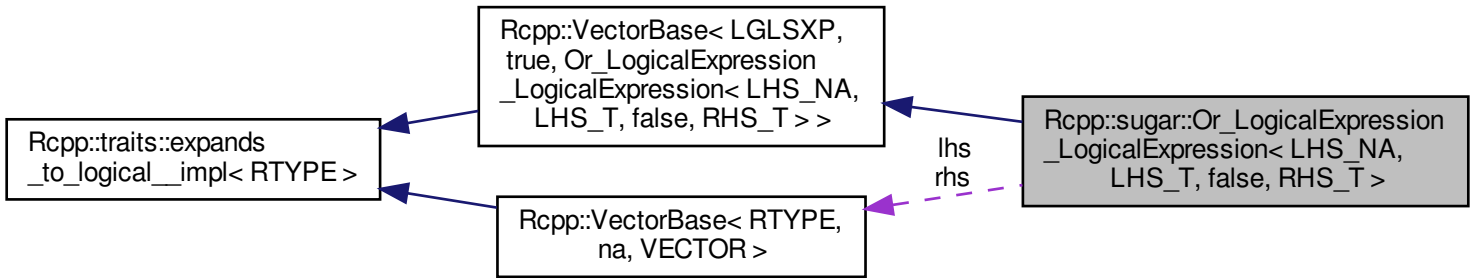 Rcpp::traits::expands
_to_logical__impl< RTYPE >
Rcpp::VectorBase< LGLSXP,
true, Or_LogicalExpression
_LogicalExpression< LHS_NA,
LHS_T, false, RHS_T > >
Rcpp::VectorBase< RTYPE,
na, VECTOR >
lhs
rhs
Rcpp::sugar::Or_LogicalExpression
_LogicalExpression< LHS_NA,
LHS_T, false, RHS_T >